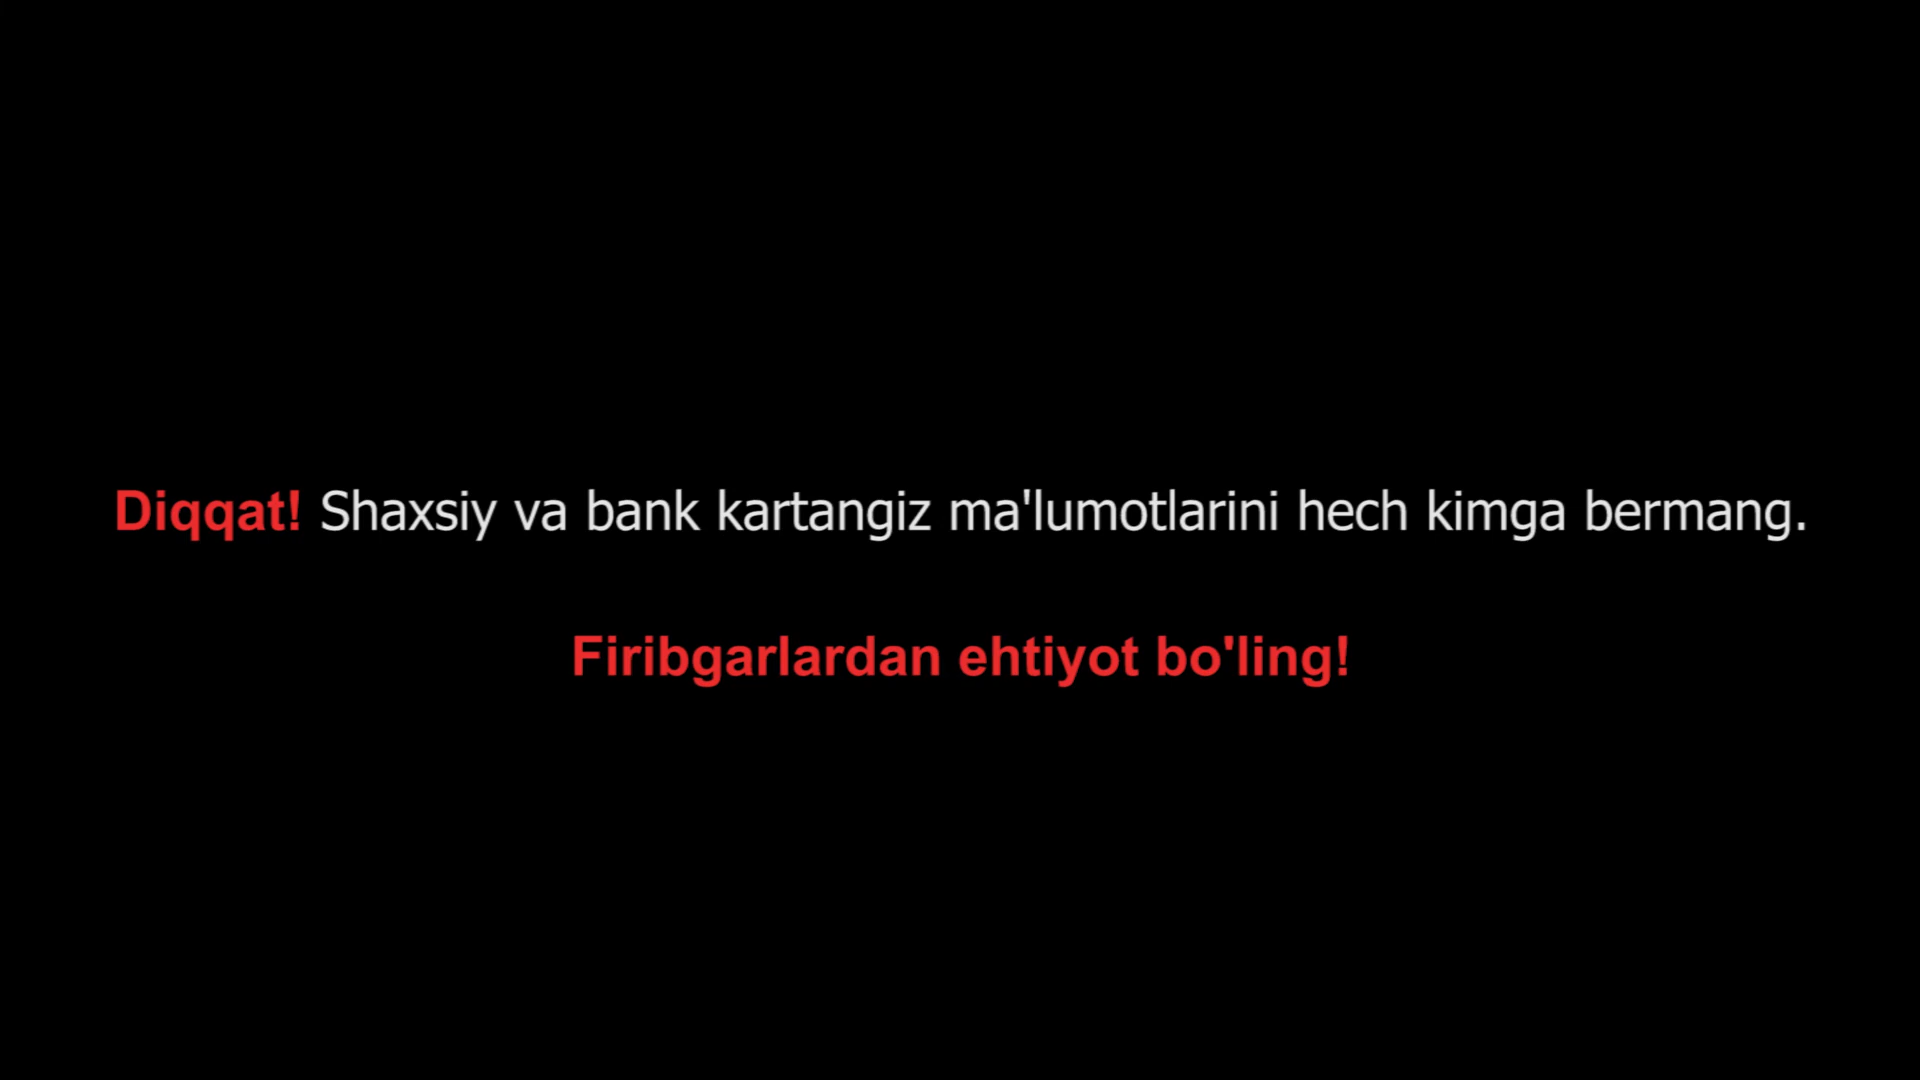 Diqqat! Shaxsiy va bank kartangiz ma'lumotlarini hech kimga bermang.
Firibgarlardan ehtiyot bo'ling!